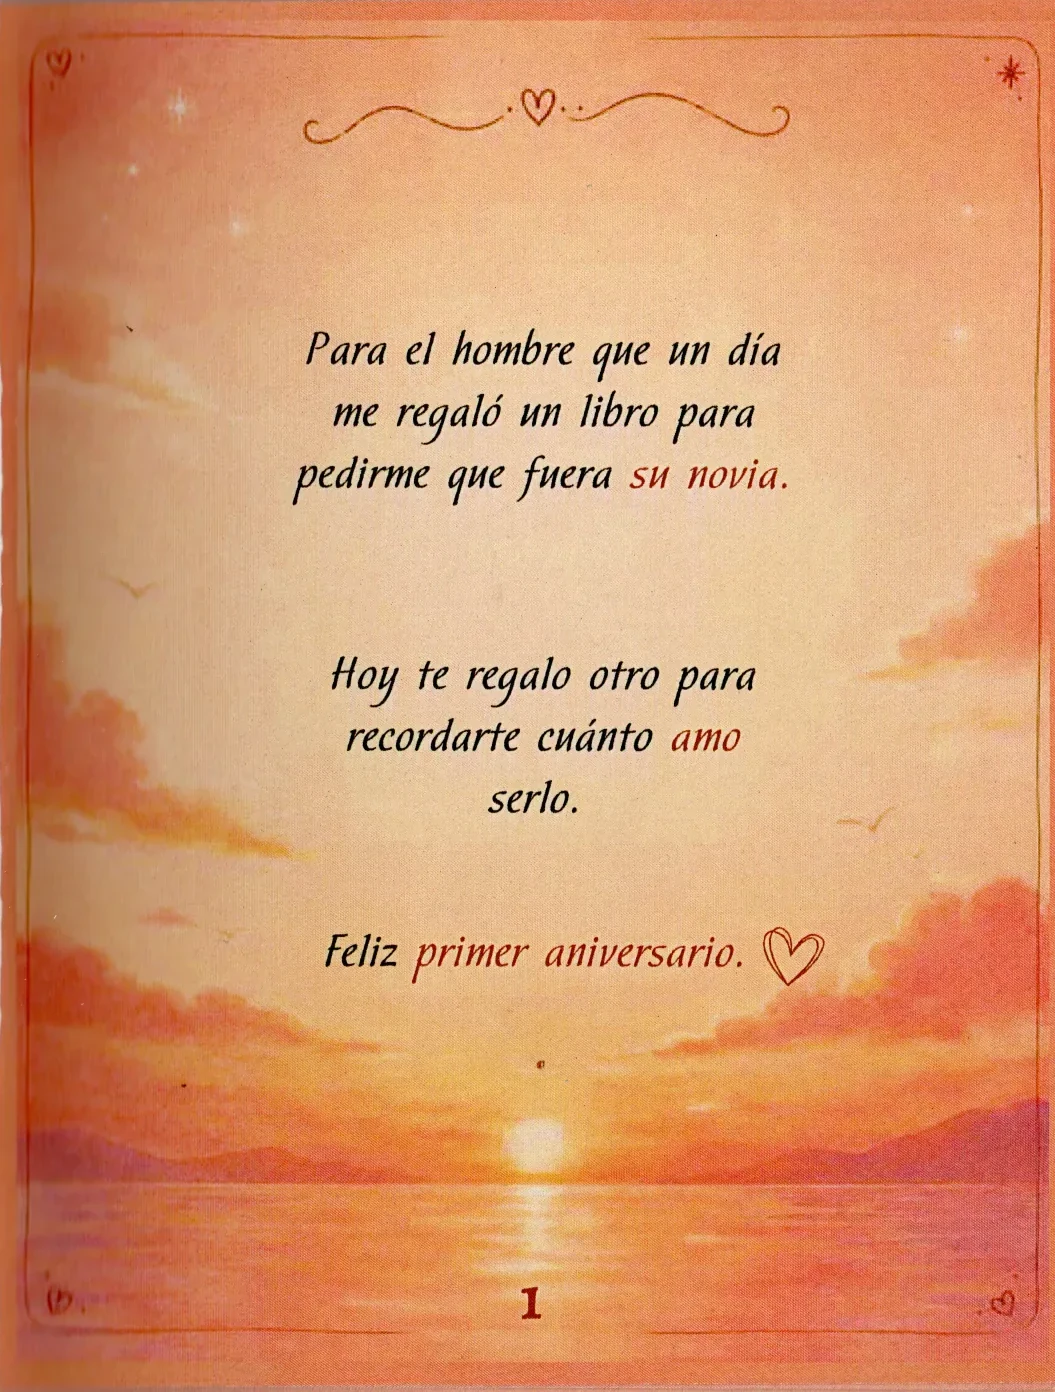 Para el hombre que un día
me regaló un libro para
pedirme que fuera su novia.
Hoy te regalo otro para
recordarte cuánto amo
serlo.
Feliz primer aniversario.
1